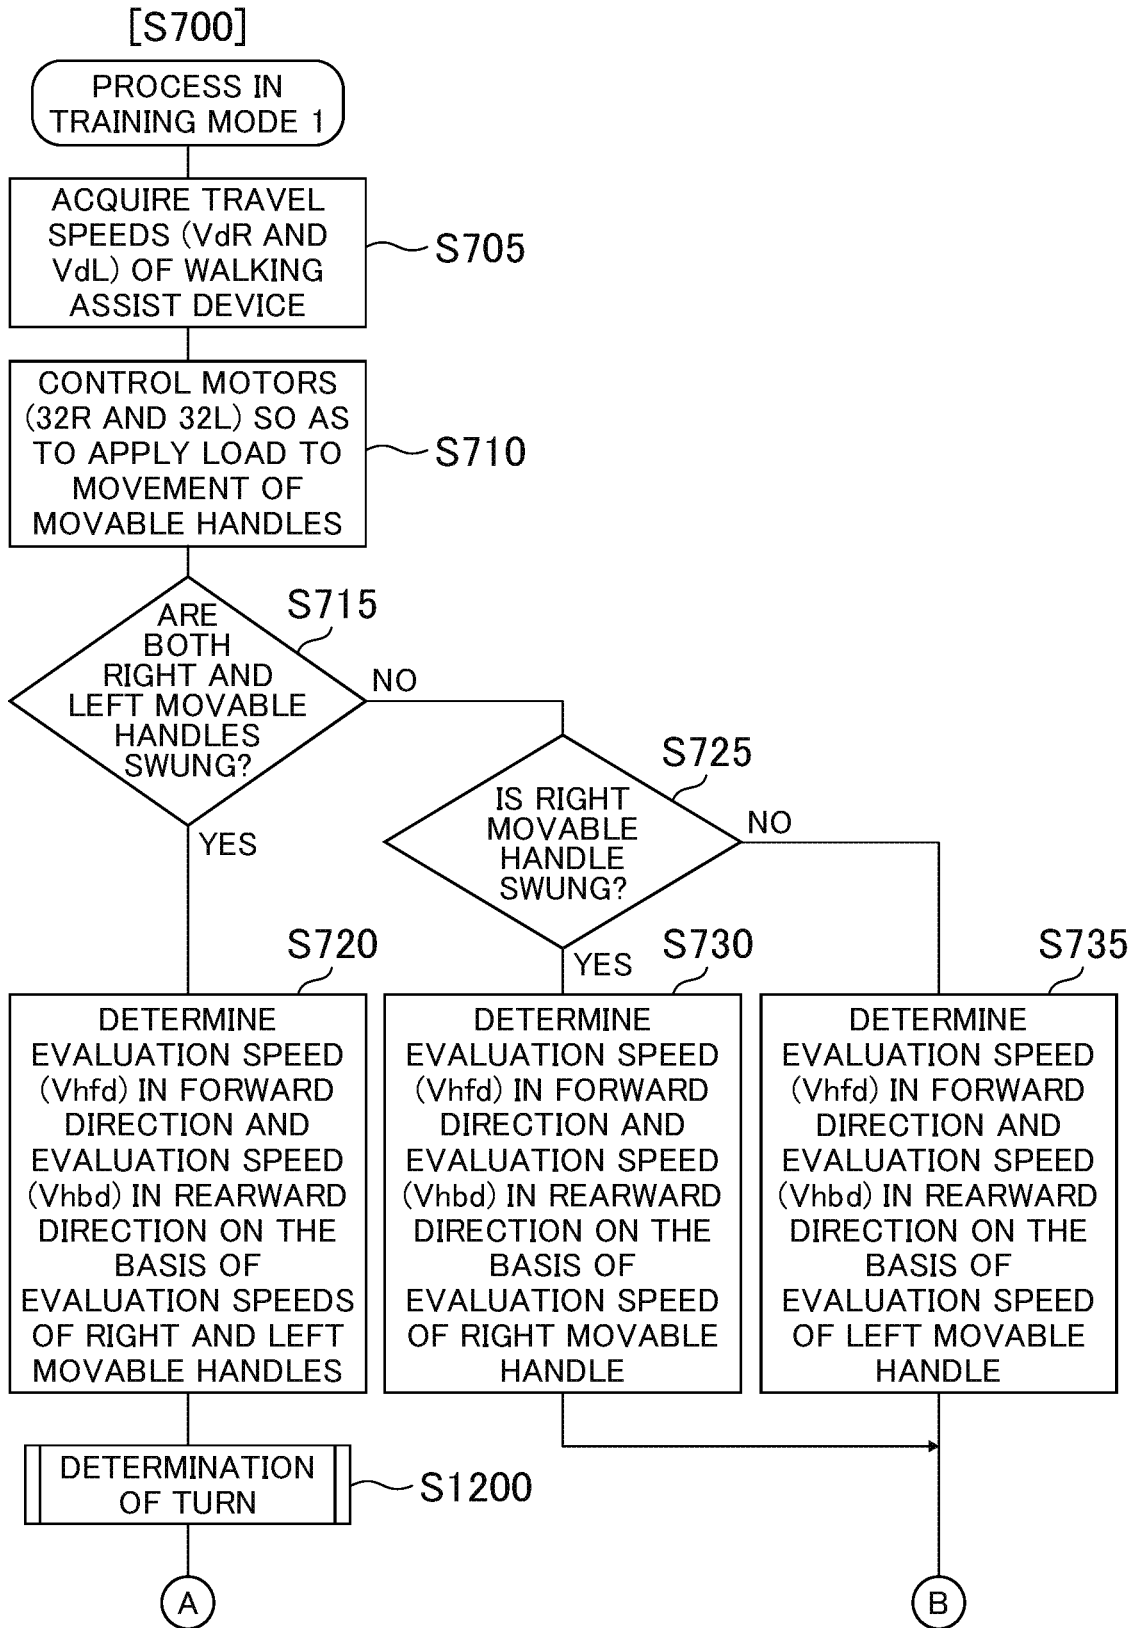 [S700]
PROCESS IN
TRAINING MODE 1
ACQUIRE TRAVEL
SPEEDS (VdR AND
VdL) OF WALKING
ASSIST DEVICE
S705
CONTROL MOTORS
(32R AND 32L) SO AS
TO APPLY LOAD TO
MOVEMENT OF
MOVABLE HANDLES
S710
ARE
BOTH
RIGHT AND
LEFT MOVABLE
HANDLES
SWUNG?
S715
NO
YES
IS RIGHT
MOVABLE
HANDLE
SWUNG?
S725
NO
YES
S720
DETERMINE
EVALUATION SPEED
(Vhfd) IN FORWARD
DIRECTION AND
EVALUATION SPEED
(Vhbd) IN REARWARD
DIRECTION ON THE
BASIS OF
EVALUATION SPEEDS
OF RIGHT AND LEFT
MOVABLE HANDLES
S730
DETERMINE
EVALUATION SPEED
(Vhfd) IN FORWARD
DIRECTION AND
EVALUATION SPEED
(Vhbd) IN REARWARD
DIRECTION ON THE
BASIS OF
EVALUATION SPEED
OF RIGHT MOVABLE
HANDLE
S735
DETERMINE
EVALUATION SPEED
(Vhfd) IN FORWARD
DIRECTION AND
EVALUATION SPEED
(Vhbd) IN REARWARD
DIRECTION ON THE
BASIS OF
EVALUATION SPEED
OF LEFT MOVABLE
HANDLE
DETERMINATION
OF TURN
S1200
A
B